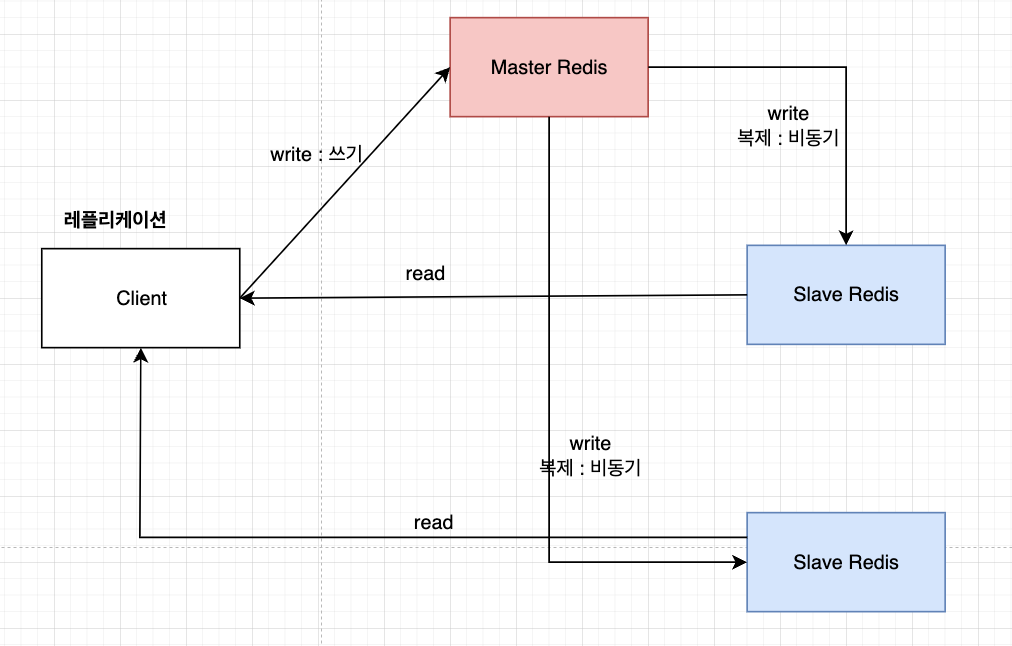 Master Redis
write
복제 : 비동기
write : 쓰기
레플리케이션
Client
read
Slave Redis
write
복제 : 비동기
read
Slave Redis